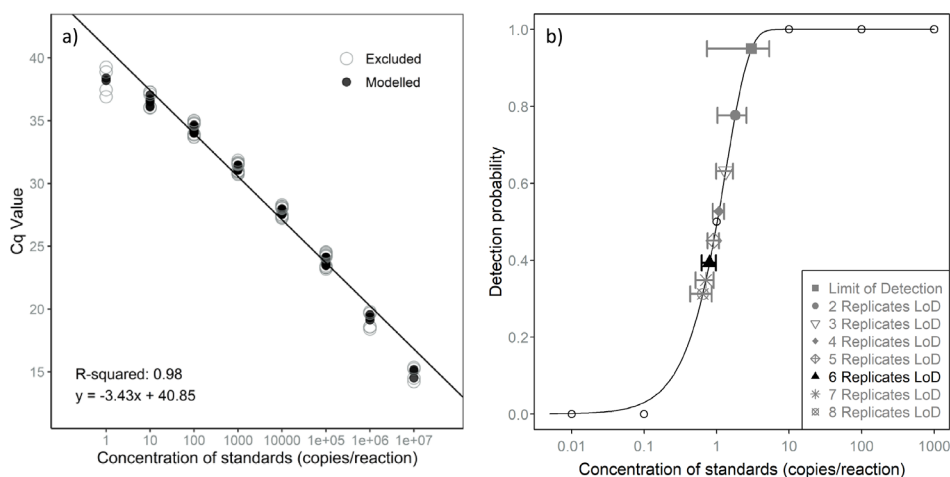 a)
Excluded
Modelled
Cq Value
40
35
30
25
20
15
R-squared: 0.98
y = -3.43x + 40.85
1 10 100 1000 10000 1e+05 1e+06 1e+07
Concentration of standards (copies/reaction)
b)
Detection probability
1.0
0.8
0.6
0.4
0.2
0.0
Limit of Detection
2 Replicates LoD
3 Replicates LoD
4 Replicates LoD
5 Replicates LoD
6 Replicates LoD
7 Replicates LoD
8 Replicates LoD
0.01 0.1 1 10 100 1000
Concentration of standards (copies/reaction)